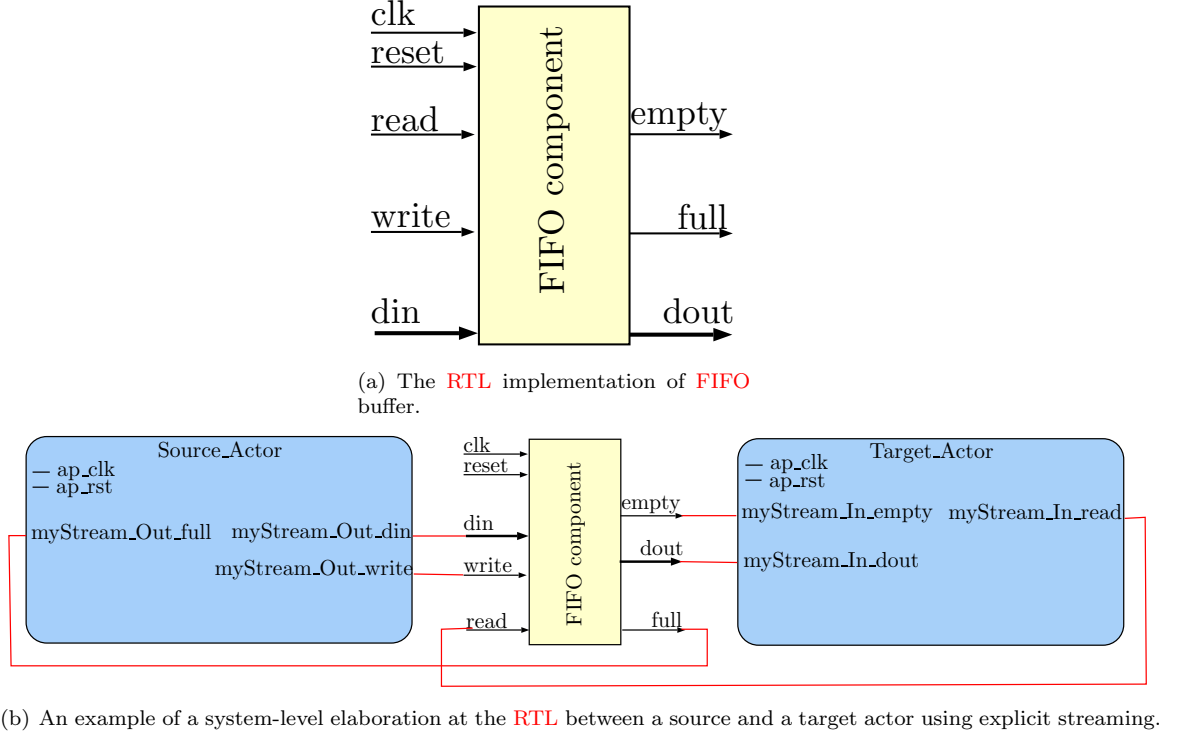 clk
reset
read
write
din
FIFO component
empty
full
dout
(a) The RTL implementation of FIFO
buffer.
Source_Actor
ap_clk
ap_rst
myStream_Out_full
myStream_Out_din
myStream_Out_write
clk
reset
din
write
read
FIFO component
empty
dout
full
Target_Actor
ap_clk
ap_rst
myStream_In_empty
myStream_In_read
myStream_In_dout
(b) An example of a system-level elaboration at the RTL between a source and a target actor using explicit streaming.